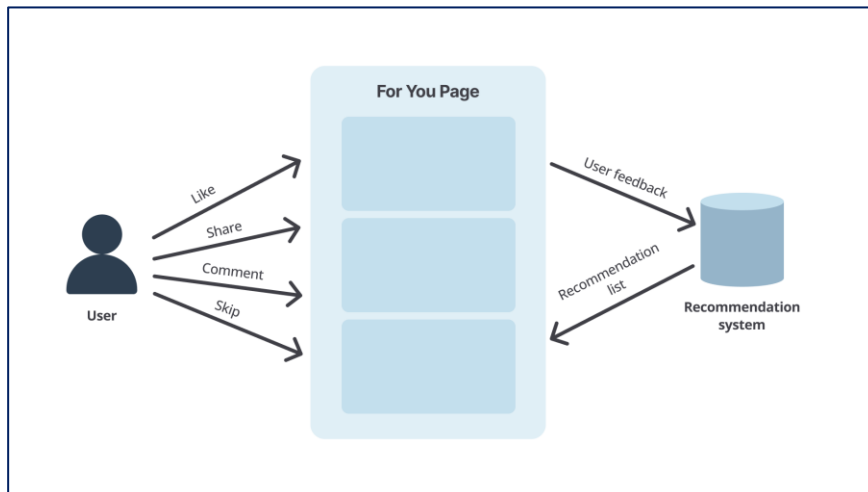 For You Page
Like
Share
Comment
Skip
User
User feedback
Recommendation
list
Recommendation
system